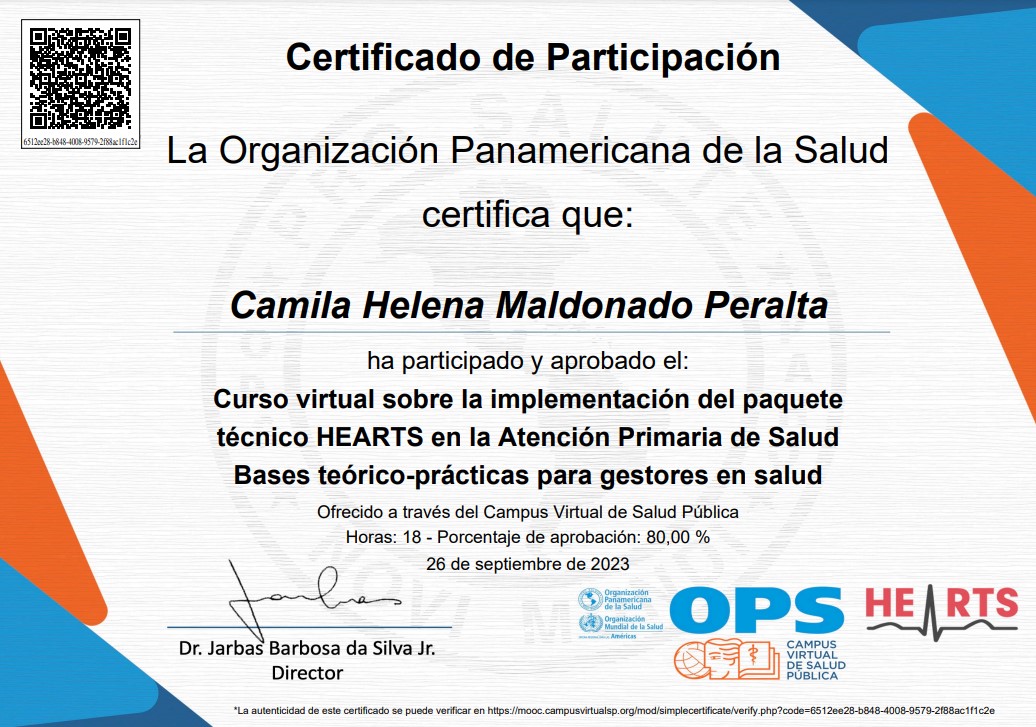 Certificado de Participación
6512ee28-b848-4008-9579-2f88ac1f1c2e
La Organización Panamericana de la Salud
certifica que:
Camila Helena Maldonado Peralta
ha participado y aprobado el:
Curso virtual sobre la implementación del paquete
técnico HEARTS en la Atención Primaria de Salud
Bases teórico-prácticas para gestores en salud
Ofrecido a través del Campus Virtual de Salud Pública
Horas: 18 - Porcentaje de aprobación: 80,00 %
26 de septiembre de 2023
Dr. Jarbas Barbosa da Silva Jr.
Director
Organización
Panamericana
de la Salud
Organización
Mundial de la Salud
Américas
OPS
CAMPUS
VIRTUAL
DE SALUD
PÚBLICA
HEARTS
*La autenticidad de este certificado se puede verificar en https://mooc.campusvirtualsp.org/mod/simplecertificate/verify.php?code=6512ee28-b848-4008-9579-2f88ac1f1c2e